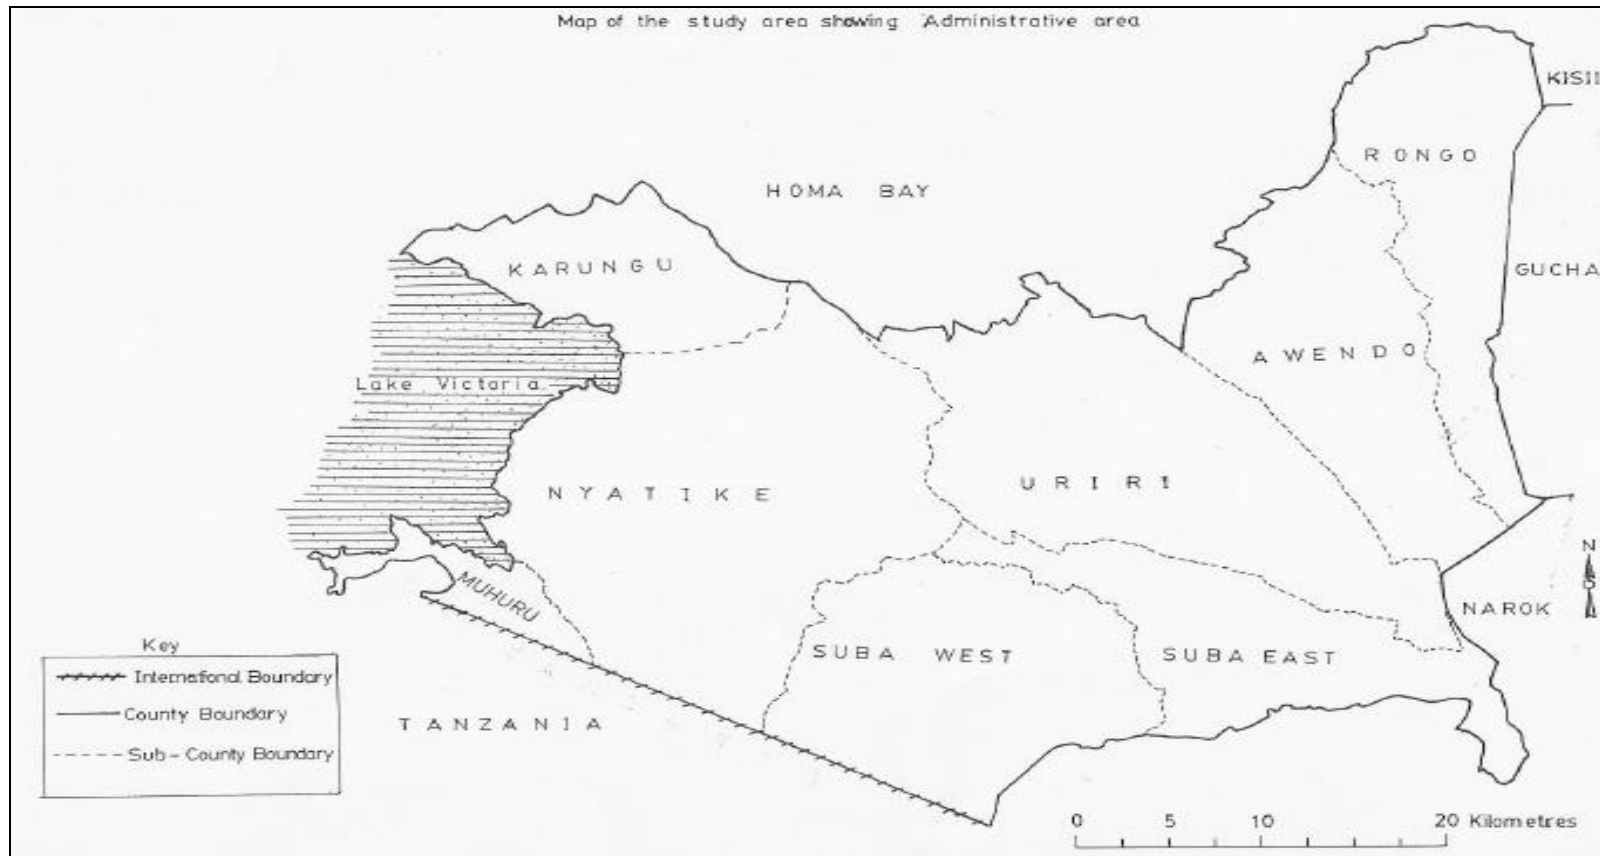 Map of the study area showing Administrative area
KISII
RONGO
HOMA BAY
KARUNGU
GUCHA
AWENDO
Lake Victoria
NYATIKE
URIRI
N
MUHURU
NAROK
SUBA WEST
SUBA EAST
TANZANIA
Key
International Boundary
County Boundary
Sub-County Boundary
0 5 10 20 Kilometres